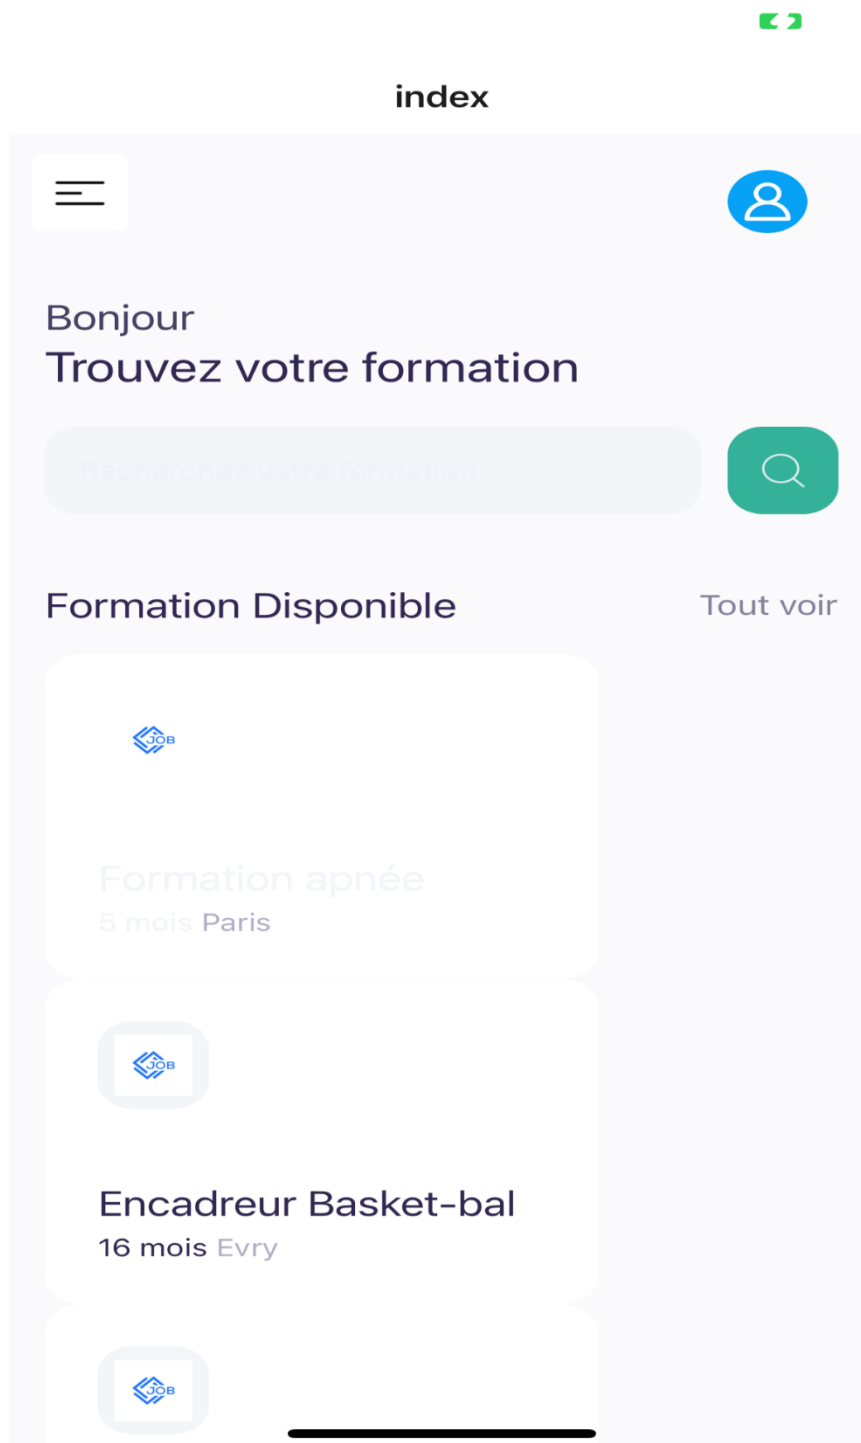 index
Bonjour
Trouvez votre formation
Recherchez votre formation
Formation Disponible
Tout voir
JOB
Formation apnée
5 mois Paris
JOB
Encadreur Basket-bal
16 mois Evry
JOB